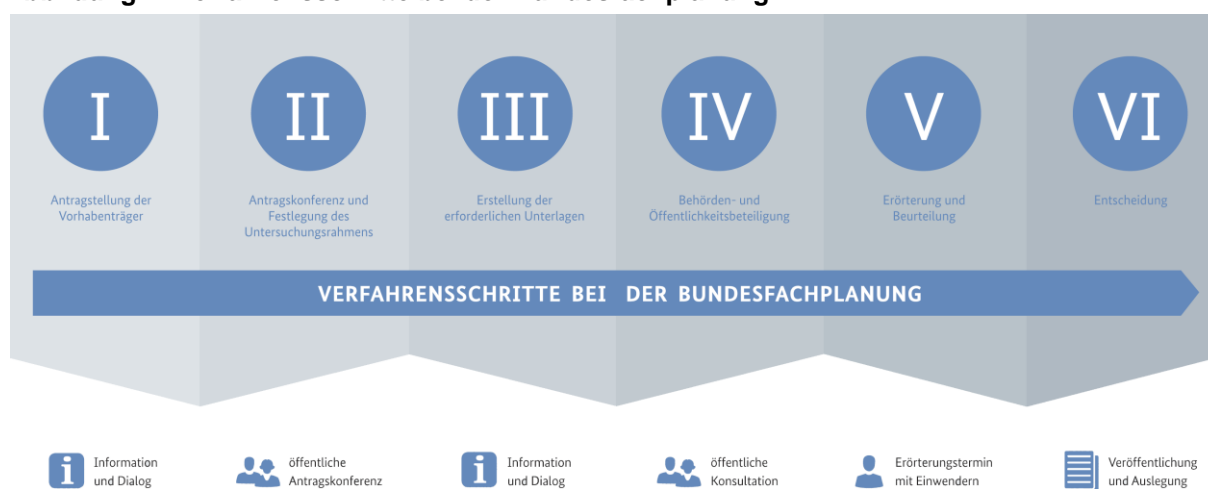 I
II
III
IV
V
VI
Antragstellung der
Vorhabenträger
Antragskonferenz und
Festlegung des
Untersuchungsrahmens
Erstellung der
erforderlichen Unterlagen
Behörden- und
Öffentlichkeitsbeteiligung
Erörterung und
Beurteilung
Entscheidung
VERFAHRENSSCHRITTE BEI DER BUNDESFACHPLANUNG
Information
und Dialog
öffentliche
Antragskonferenz
Information
und Dialog
öffentliche
Konsultation
Erörterungstermin
mit Einwendern
Veröffentlichung
und Auslegung